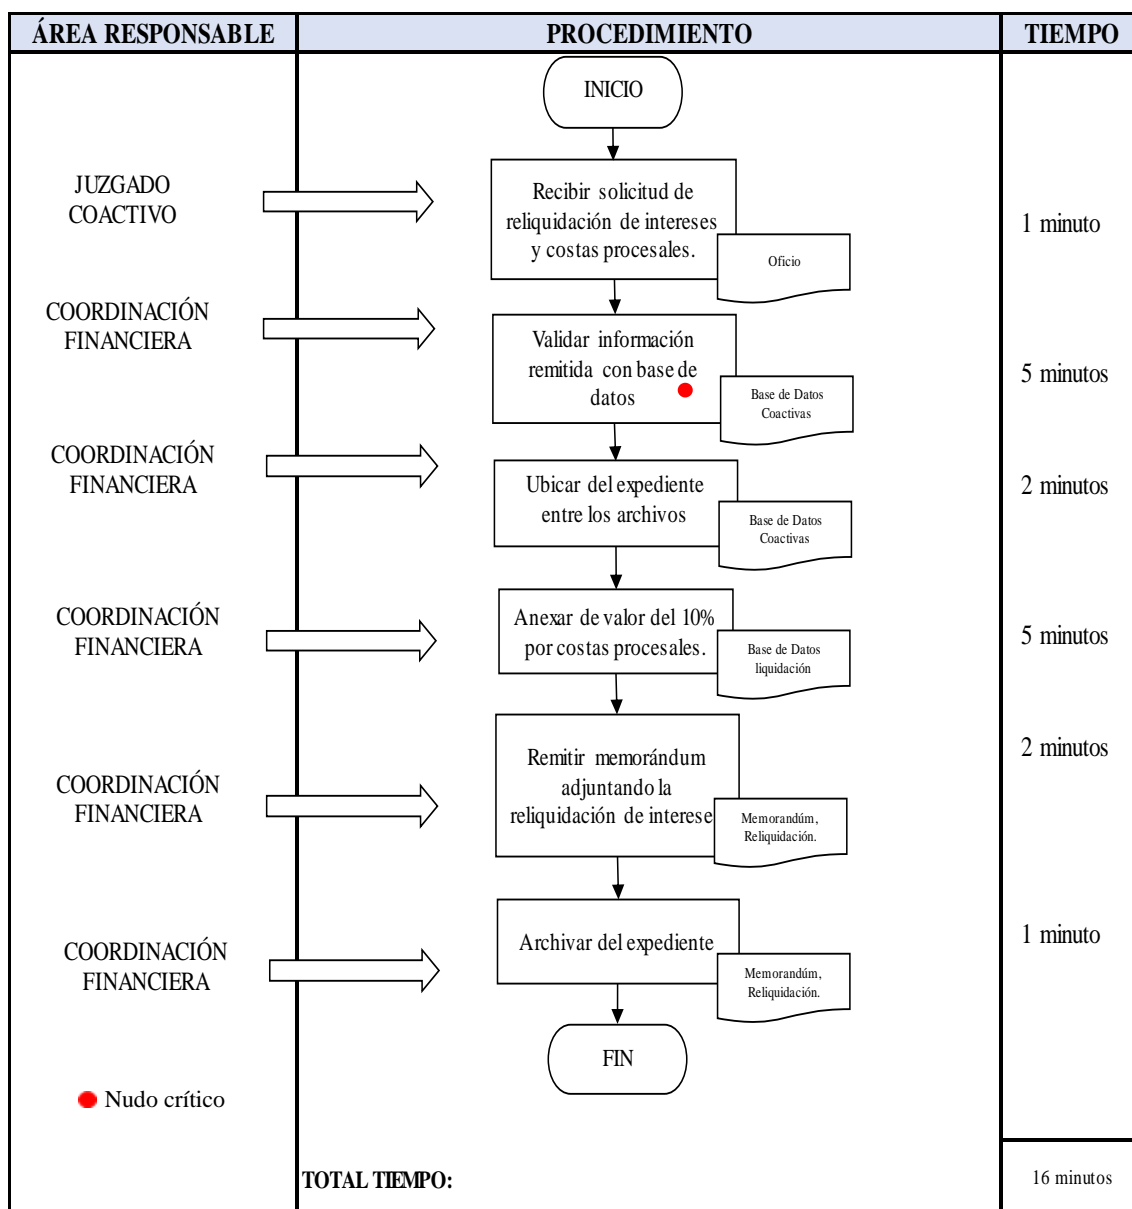 ÁREA RESPONSABLE
PROCEDIMIENTO
TIEMPO
INICIO
JUZGADO
COACTIVO
Recibir solicitud de
reliquidación de intereses
y costas procesales.
Oficio
1 minuto
COORDINACIÓN
FINANCIERA
Validar información
remitida con base de
datos
Base de Datos
Coactivas
5 minutos
COORDINACIÓN
FINANCIERA
Ubicar del expediente
entre los archivos
Base de Datos
Coactivas
2 minutos
COORDINACIÓN
FINANCIERA
Anexar de valor del 10%
por costas procesales.
Base de Datos
liquidación
5 minutos
COORDINACIÓN
FINANCIERA
Remitir memorándum
adjuntando la
reliquidación de interese
Memorandúm,
Reliquidación.
2 minutos
COORDINACIÓN
FINANCIERA
Archivar del expediente
Memorandúm,
Reliquidación.
1 minuto
FIN
Nudo crítico
TOTAL TIEMPO:
16 minutos